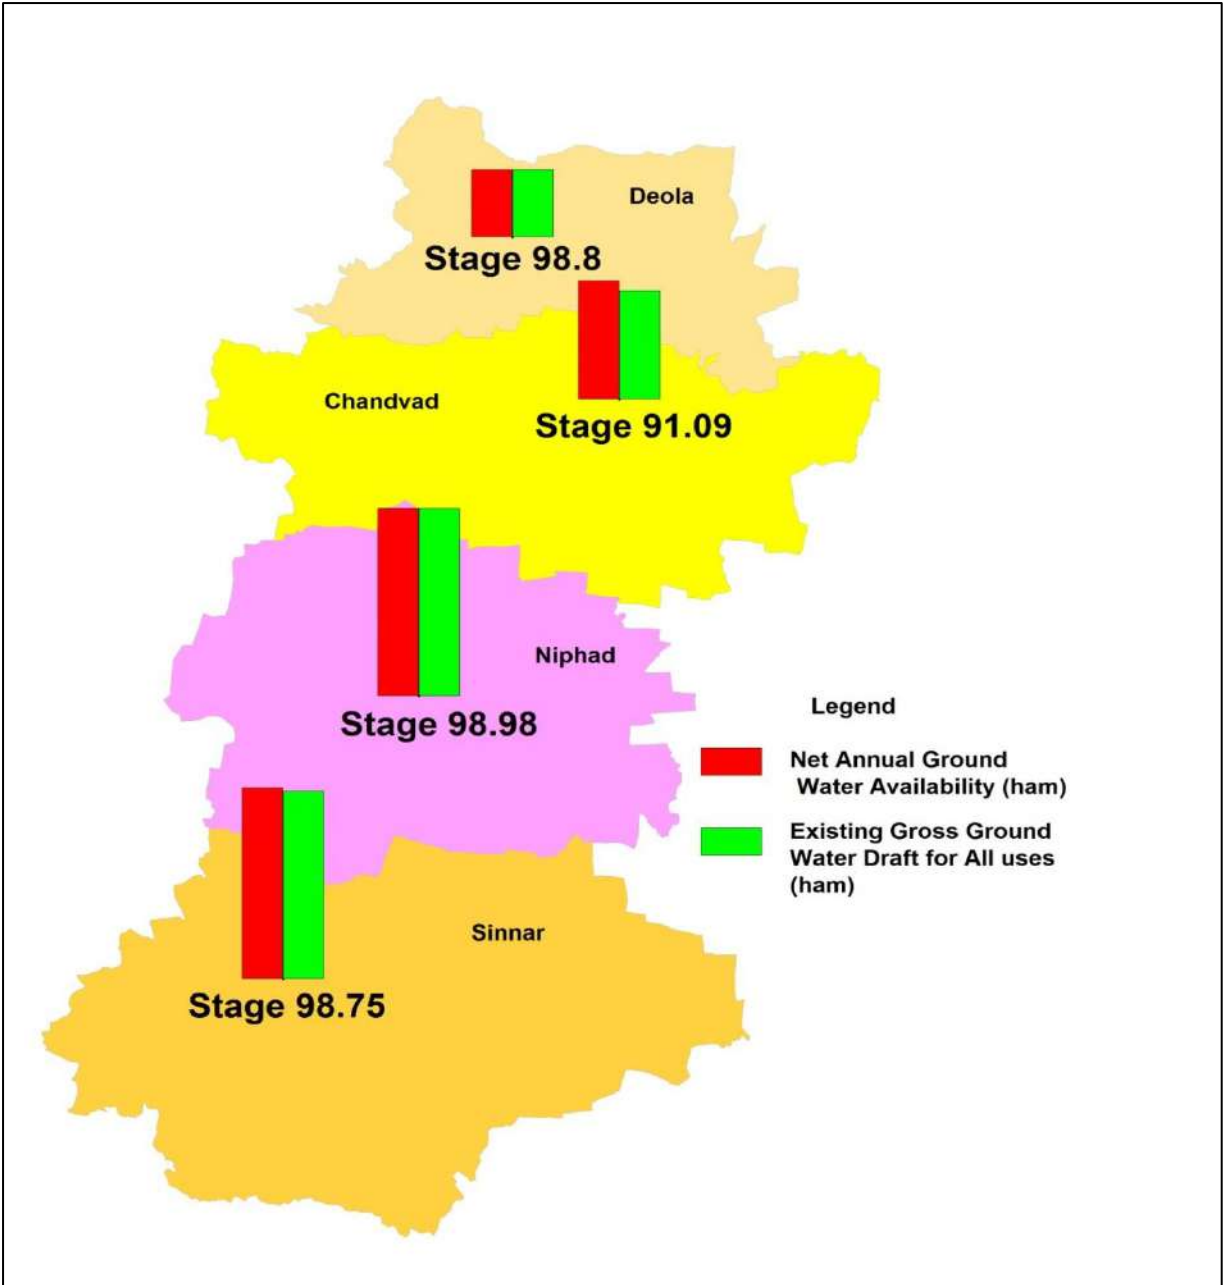 Deola
Stage 98.8
Chandvad
Stage 91.09
Niphad
Stage 98.98
Legend
Net Annual Ground
Water Availability (ham)
Existing Gross Ground
Water Draft for All uses
(ham)
Sinnar
Stage 98.75